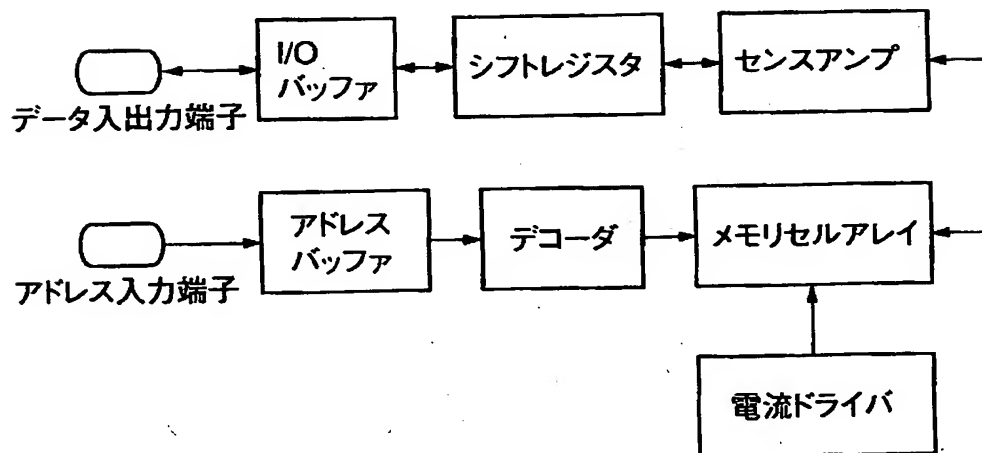 I/O
バッファ
シフトレジスタ
センスアンプ
データ入出力端子
アドレス
バッファ
デコーダ
メモリセルアレイ
アドレス入力端子
電流ドライバ